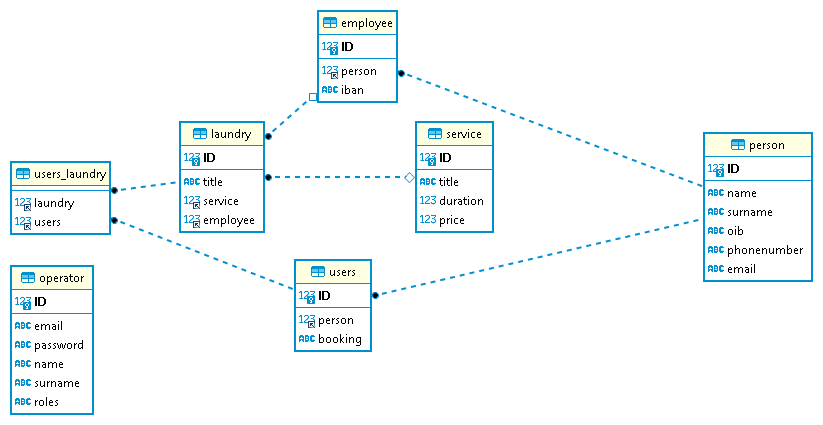 employee
123 ID
123 person
ABC iban
laundry
123 ID
ABC title
123 service
123 employee
service
123 ID
ABC title
123 duration
123 price
person
123 ID
ABC name
ABC surname
ABC oib
ABC phonenumber
ABC email
users_laundry
123 laundry
123 users
users
123 ID
123 person
ABC booking
operator
123 ID
ABC email
ABC password
ABC name
ABC surname
ABC roles